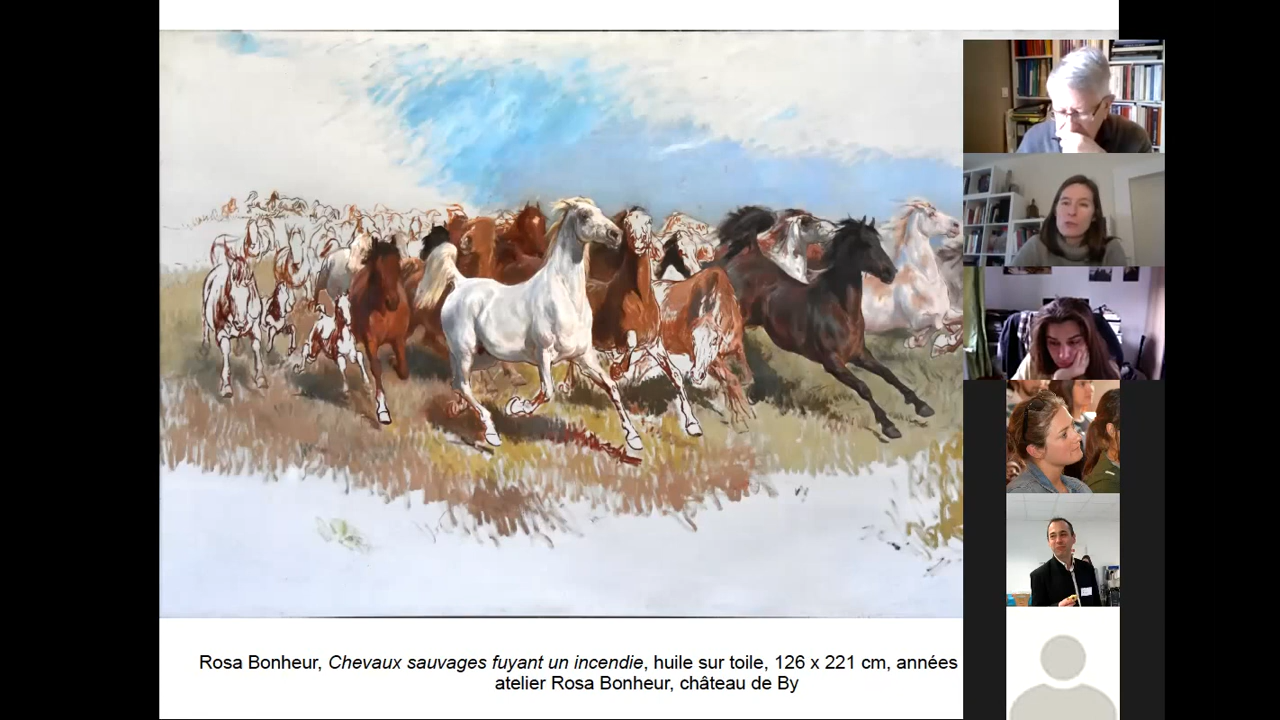 Rosa Bonheur, Chevaux sauvages fuyant un incendie, huile sur toile, 126 x 221 cm, années
atelier Rosa Bonheur, château de By